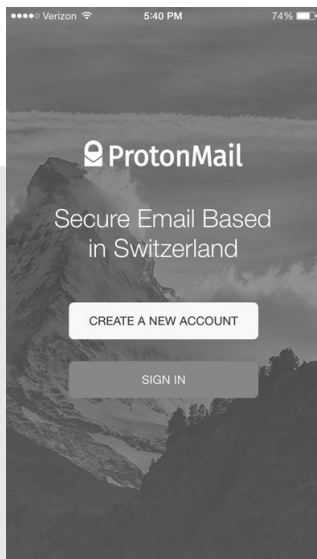 Verizon 5:40 PM 74%
ProtonMail
Secure Email Based
in Switzerland
CREATE A NEW ACCOUNT
SIGN IN